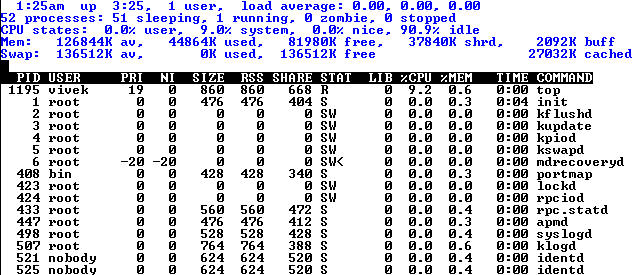 1:25am  up  3:25,  1 user,  load average: 0.00, 0.00, 0.00
52 processes: 51 sleeping, 1 running, 0 zombie, 0 stopped
CPU states:  0.0% user,  9.0% system,  0.0% nice, 90.9% idle
Mem:   126844K av,   44864K used,   81980K free,   37840K shrd,    2092K buff
Swap:  136512K av,       0K used,  136512K free                   27032K cached
PID USER     PRI  NI  SIZE  RSS SHARE STAT  LIB %CPU %MEM   TIME COMMAND
1195 vivek     19   0   860  860   668 R       0  9.2  0.6   0:00 top
1 root       0   0   476  476   404 S       0  0.0  0.3   0:04 init
2 root       0   0     0    0     0 SW      0  0.0  0.0   0:00 kflushd
3 root       0   0     0    0     0 SW      0  0.0  0.0   0:00 kupdate
4 root       0   0     0    0     0 SW      0  0.0  0.0   0:00 kpiod
5 root       0   0     0    0     0 SW      0  0.0  0.0   0:00 kswapd
6 root     -20 -20     0    0     0 SW<     0  0.0  0.0   0:00 mdrecoveryd
408 bin        0   0   428  428   340 S       0  0.0  0.3   0:00 portmap
423 root       0   0     0    0     0 SW      0  0.0  0.0   0:00 lockd
424 root       0   0     0    0     0 SW      0  0.0  0.0   0:00 rpciod
433 root       0   0   560  560   472 S       0  0.0  0.4   0:00 rpc.statd
447 root       0   0   476  476   412 S       0  0.0  0.3   0:00 apmd
498 root       0   0   528  528   428 S       0  0.0  0.4   0:00 syslogd
507 root       0   0   764  764   388 S       0  0.0  0.6   0:00 klogd
521 nobody     0   0   624  624   520 S       0  0.0  0.4   0:00 identd
525 nobody     0   0   624  624   520 S       0  0.0  0.4   0:00 identd